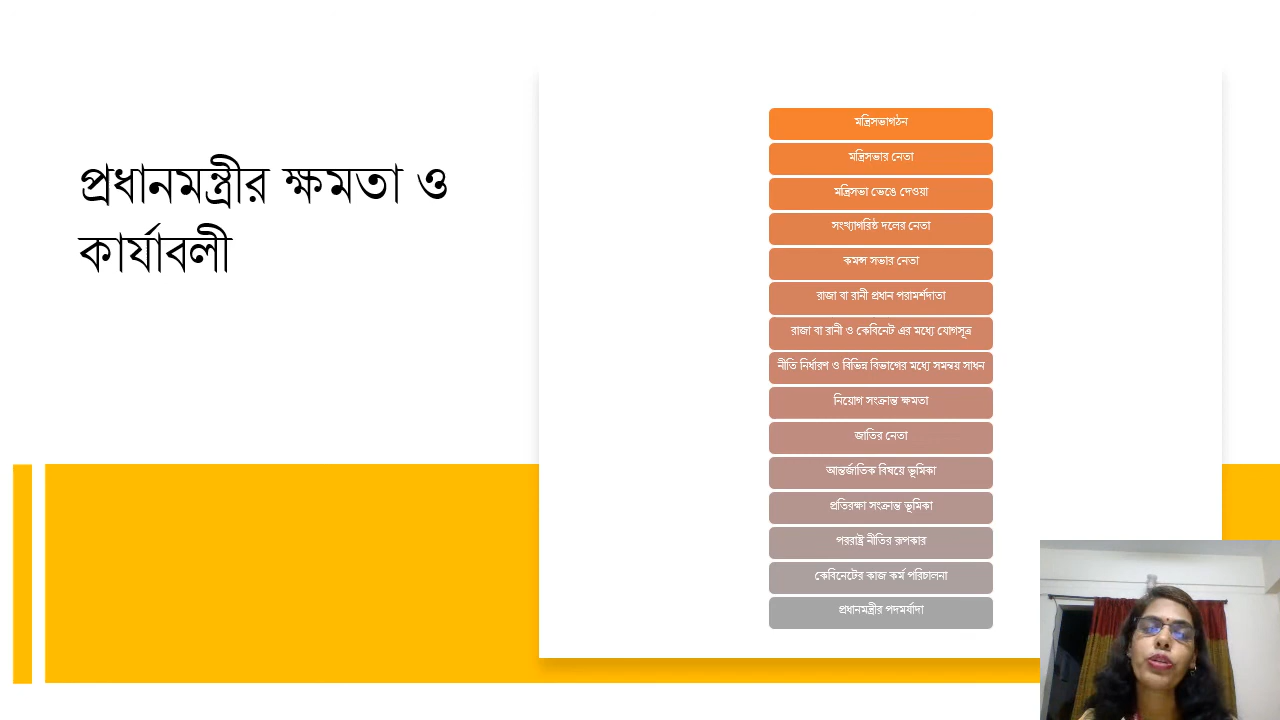 প্রধানমন্ত্রীর ক্ষমতা ও
কার্যাবলী
মন্ত্রিসভাগঠন
মন্ত্রিসভার নেতা
মন্ত্রিসভা ভেঙে দেওয়া
সংখ্যাগরিষ্ঠ দলের নেতা
কমন্স সভার নেতা
রাজা বা রানী প্রধান পরামর্শদাতা
রাজা বা রানী ও কেবিনেট এর মধ্যে যোগসূত্র
নীতি নির্ধারণ ও বিভিন্ন বিভাগের মধ্যে সমন্বয় সাধন
নিয়োগ সংক্রান্ত ক্ষমতা
জাতির নেতা
আন্তর্জাতিক বিষয়ে ভূমিকা
প্রতিরক্ষা সংক্রান্ত ভূমিকা
পররাষ্ট্র নীতির রূপকার
কেবিনেটের কাজ কর্ম পরিচালনা
প্রধানমন্ত্রীর পদমর্যাদা